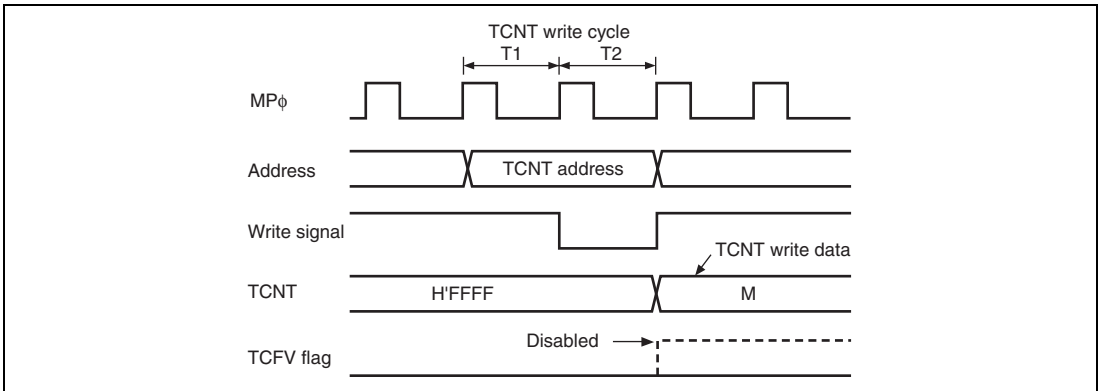 TCNT write cycle
T1 T2
MPφ
Address TCNT address
Write signal
TCNT write data
TCNT H'FFFF M
Disabled
TCFV flag